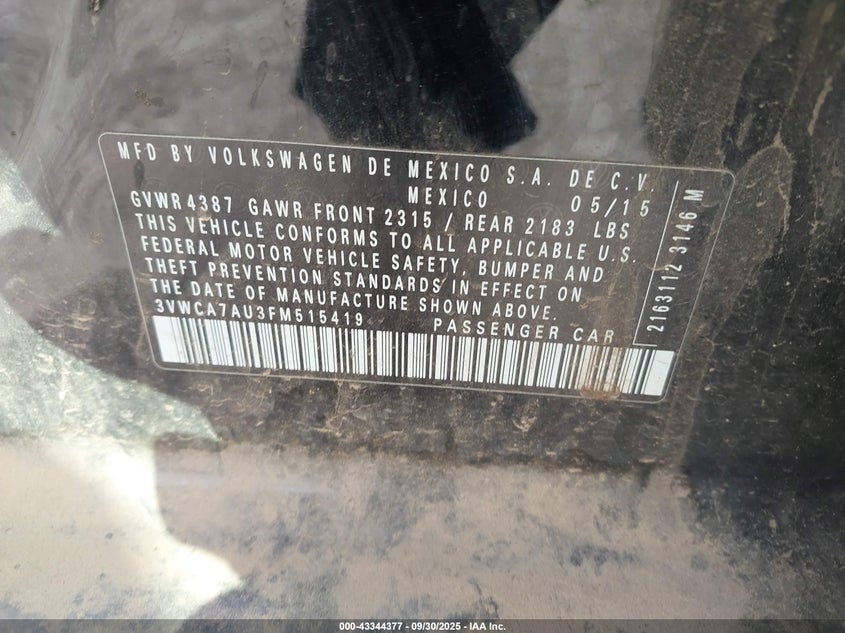 MFD BY VOLKSWAGEN DE MEXICO S.A. DE C.V.
MEXICO 05/15
GVWR 4387 GAWR FRONT 2315 / REAR 2183 LBS
THIS VEHICLE CONFORMS TO ALL APPLICABLE U.S.
FEDERAL MOTOR VEHICLE SAFETY, BUMPER AND
THEFT PREVENTION STANDARDS IN EFFECT ON
THE DATE OF MANUFACTURE SHOWN ABOVE.
3VWCA7AU3FM515419 PASSENGER CAR
2163112 3146 M
000-43344377 - 09/30/2025 - IAA Inc.